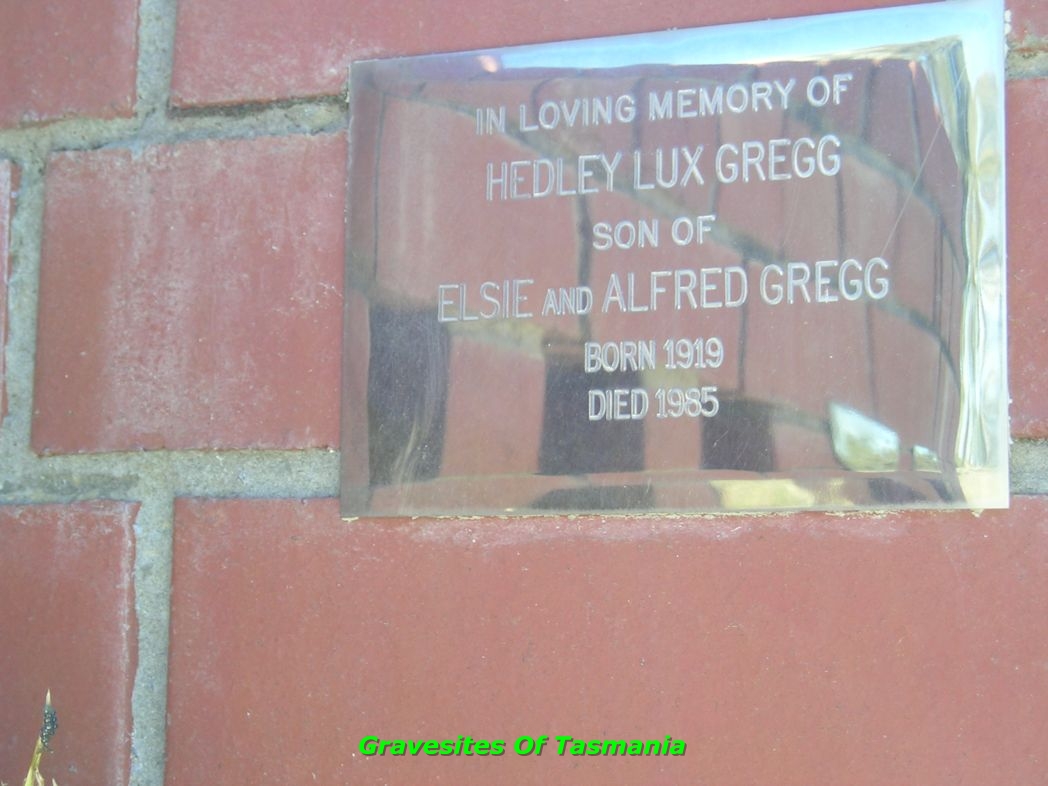 IN LOVING MEMORY OF
HEDLEY LUX GREGG
SON OF
ELSIE AND ALFRED GREGG
BORN 1919
DIED 1985
Gravesites Of Tasmania